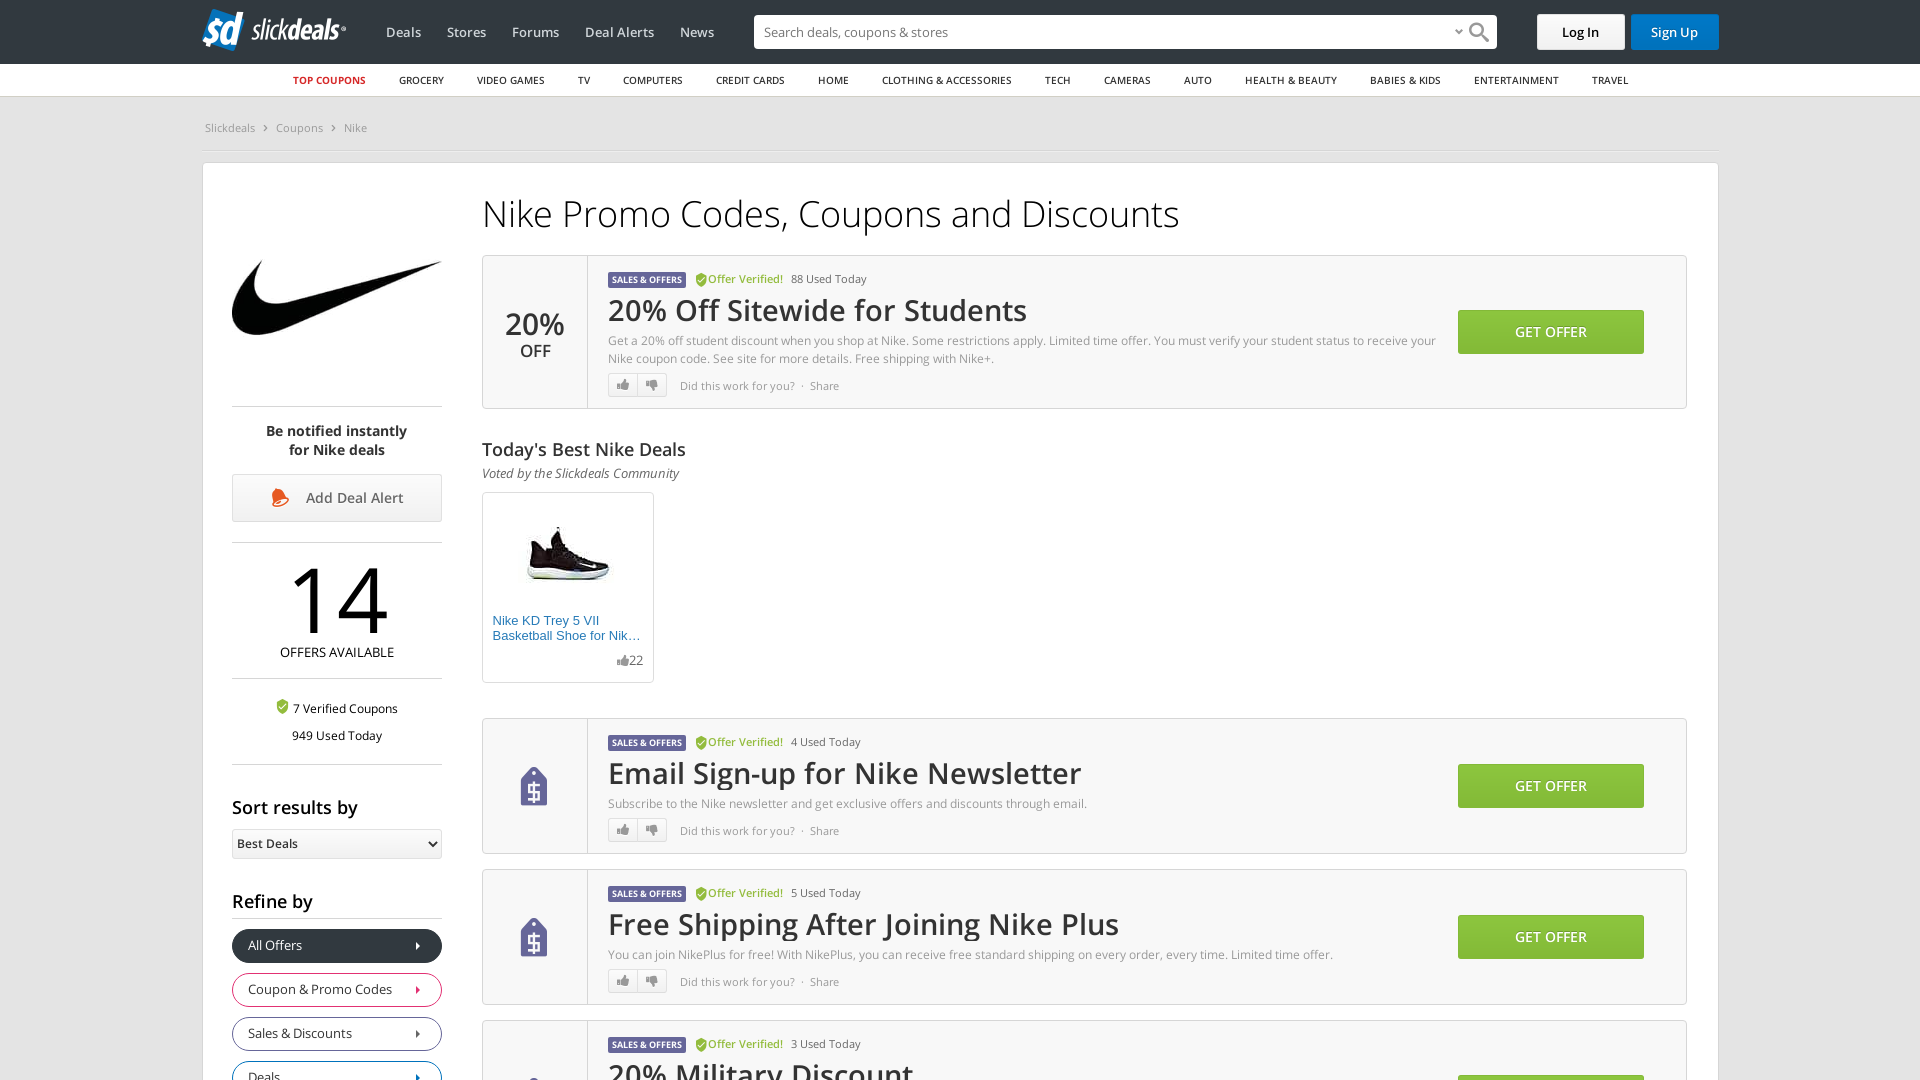 slickdeals
Deals
Stores
Forums
Deal Alerts
News
Search deals, coupons & stores
Log In
Sign Up
TOP COUPONS
GROCERY
VIDEO GAMES
TV
COMPUTERS
CREDIT CARDS
HOME
CLOTHING & ACCESSORIES
TECH
CAMERAS
AUTO
HEALTH & BEAUTY
BABIES & KIDS
ENTERTAINMENT
TRAVEL
Slickdeals > Coupons > Nike
Be notified instantly
for Nike deals
Add Deal Alert
14
OFFERS AVAILABLE
7 Verified Coupons
949 Used Today
Sort results by
Best Deals
Refine by
All Offers
Coupon & Promo Codes
Sales & Discounts
Deals
Nike Promo Codes, Coupons and Discounts
20%
OFF
SALES & OFFERS Offer Verified! 88 Used Today
20% Off Sitewide for Students
Get a 20% off student discount when you shop at Nike. Some restrictions apply. Limited time offer. You must verify your student status to receive your
Nike coupon code. See site for more details. Free shipping with Nike+.
Did this work for you? · Share
GET OFFER
Today's Best Nike Deals
Voted by the Slickdeals Community
Nike KD Trey 5 VII
Basketball Shoe for Nik...
22
SALES & OFFERS Offer Verified! 4 Used Today
Email Sign-up for Nike Newsletter
Subscribe to the Nike newsletter and get exclusive offers and discounts through email.
Did this work for you? · Share
GET OFFER
SALES & OFFERS Offer Verified! 5 Used Today
Free Shipping After Joining Nike Plus
You can join NikePlus for free! With NikePlus, you can receive free standard shipping on every order, every time. Limited time offer.
Did this work for you? · Share
GET OFFER
SALES & OFFERS Offer Verified! 3 Used Today
20% Military Discount